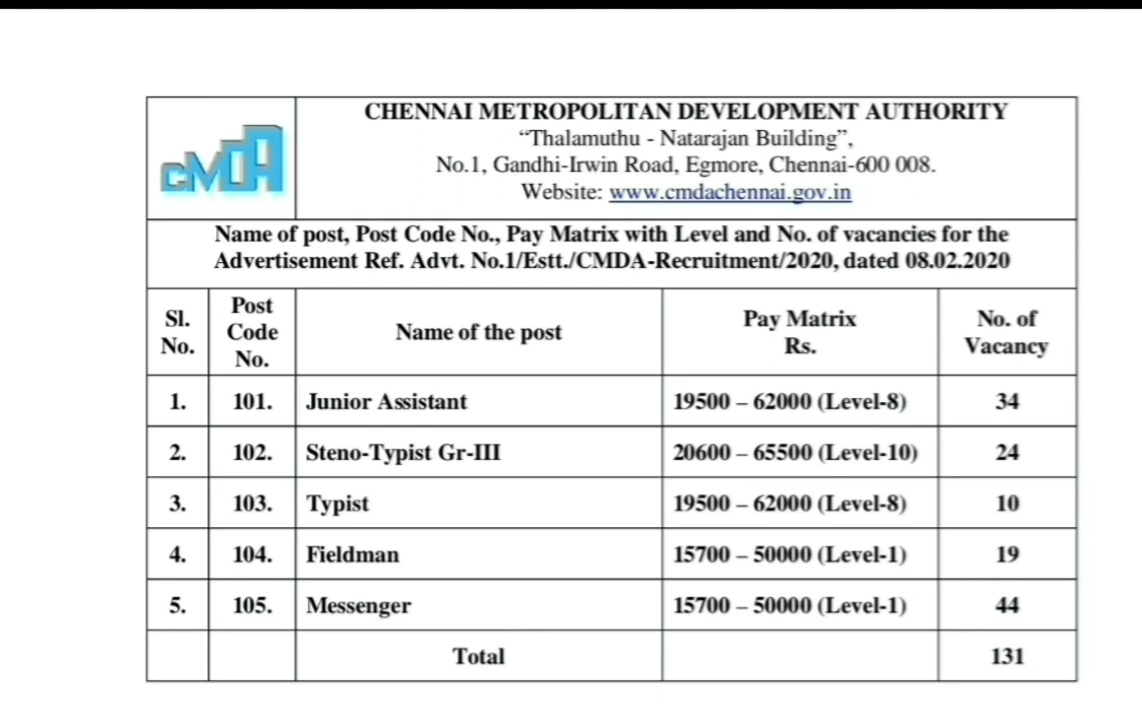 CMDA
CHENNAI METROPOLITAN DEVELOPMENT AUTHORITY
“Thalamuthu - Natarajan Building”,
No.1, Gandhi-Irwin Road, Egmore, Chennai-600 008.
Website: www.cmdachennai.gov.in
Name of post, Post Code No., Pay Matrix with Level and No. of vacancies for the
Advertisement Ref. Advt. No.1/Estt./CMDA-Recruitment/2020, dated 08.02.2020
Sl. No. Post Code No. Name of the post Pay Matrix Rs. No. of Vacancy
1. 101. Junior Assistant 19500 – 62000 (Level-8) 34
2. 102. Steno-Typist Gr-III 20600 – 65500 (Level-10) 24
3. 103. Typist 19500 – 62000 (Level-8) 10
4. 104. Fieldman 15700 – 50000 (Level-1) 19
5. 105. Messenger 15700 – 50000 (Level-1) 44
Total 131